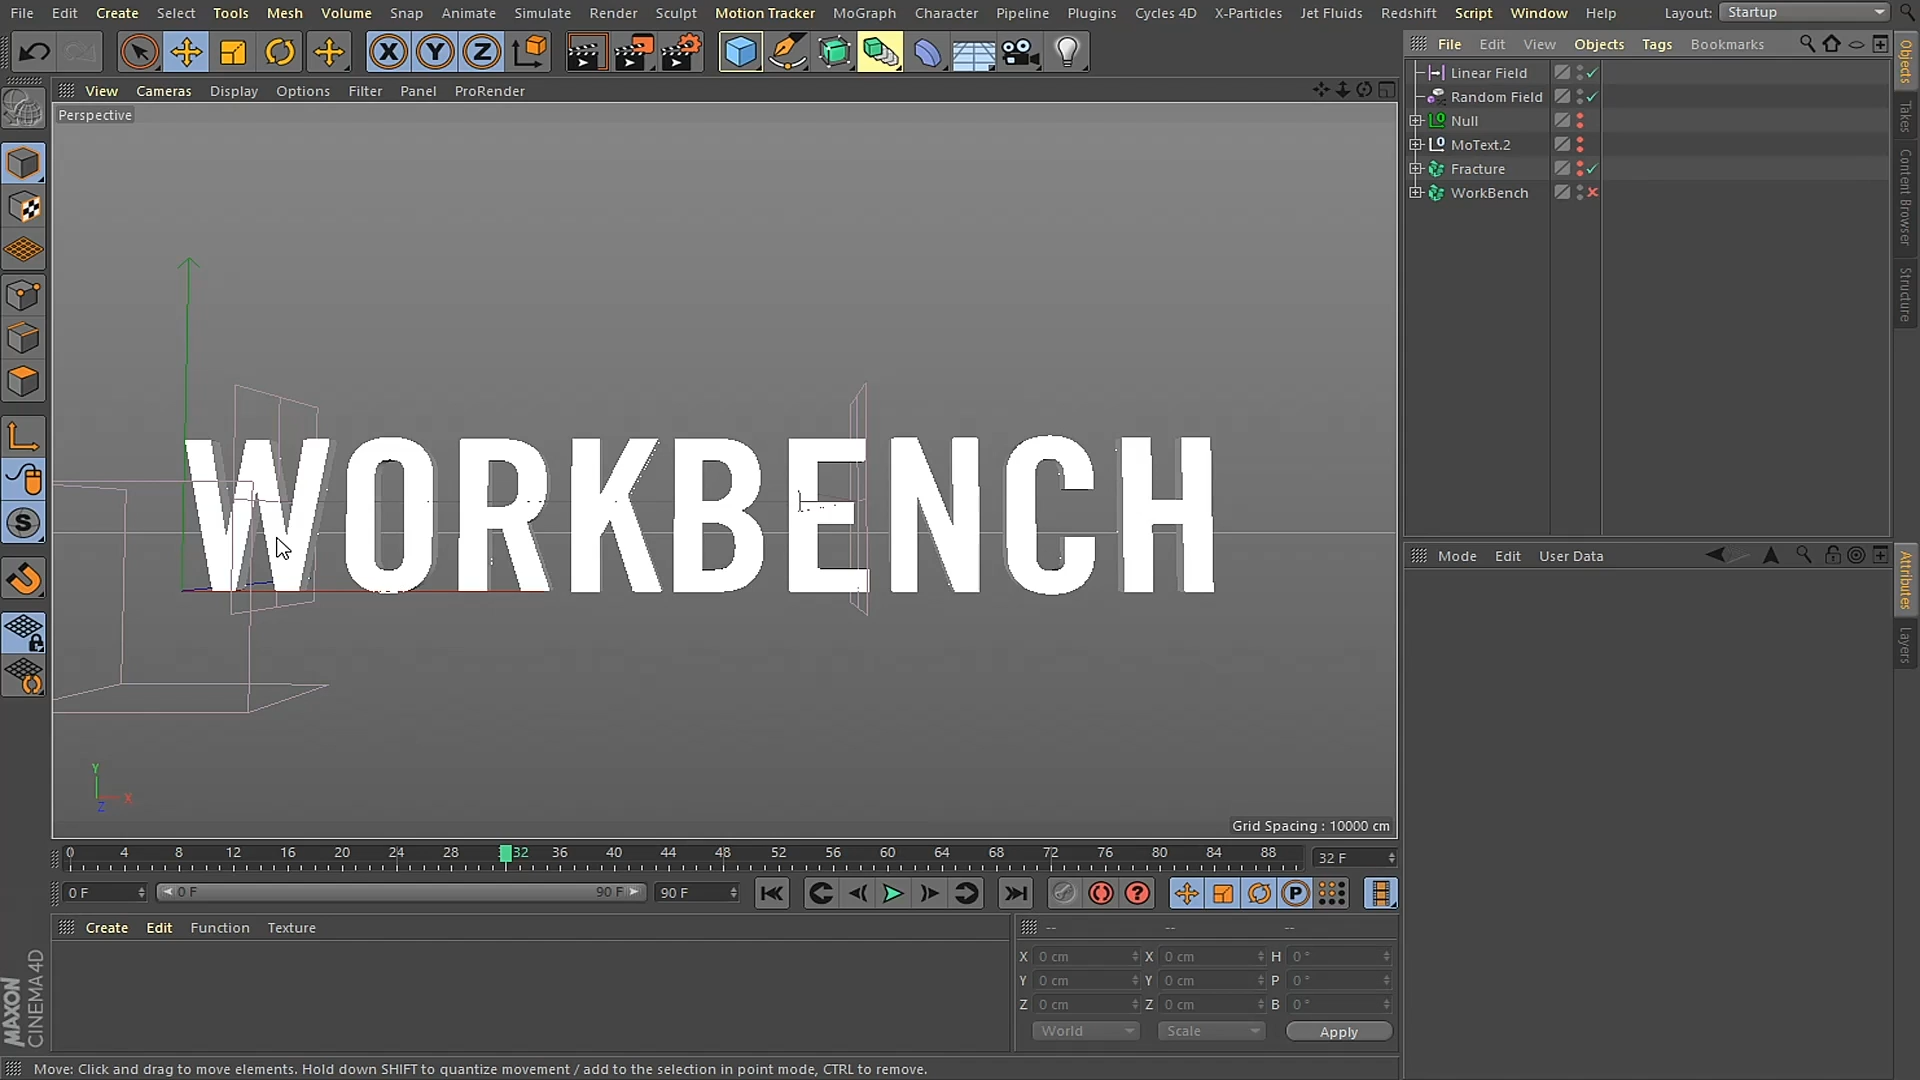 File Edit Create Select Tools Mesh Volume Snap Animate Simulate Render Sculpt Motion Tracker MoGraph Character Pipeline Plugins Cycles 4D X-Particles Jet Fluids Redshift Script Window Help Layout: Startup
File Edit View Objects Tags Bookmarks
Linear Field
Random Field
Null
MoText.2
Fracture
WorkBench
Objects
Takes
Content Browser
Structure
View Cameras Display Options Filter Panel ProRender
Perspective
WORKBENCH
Y
X
Z
Grid Spacing : 10000 cm
Mode Edit User Data
Attributes
Layers
0 4 8 12 16 20 24 28 32 36 40 44 48 52 56 60 64 68 72 76 80 84 88 32 F
0 F 0 F 90 F 90 F
Create Edit Function Texture
-- -- --
X 0 cm X 0 cm H 0 °
Y 0 cm Y 0 cm P 0 °
Z 0 cm Z 0 cm B 0 °
World Scale Apply
MAXON
CINEMA 4D
Move: Click and drag to move elements. Hold down SHIFT to quantize movement / add to the selection in point mode, CTRL to remove.